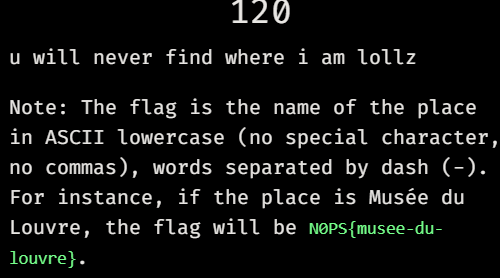 120
u will never find where i am lollz
Note: The flag is the name of the place
in ASCII lowercase (no special character,
no commas), words separated by dash (-).
For instance, if the place is Musée du
Louvre, the flag will be N0PS{musee-du-
louvre}.